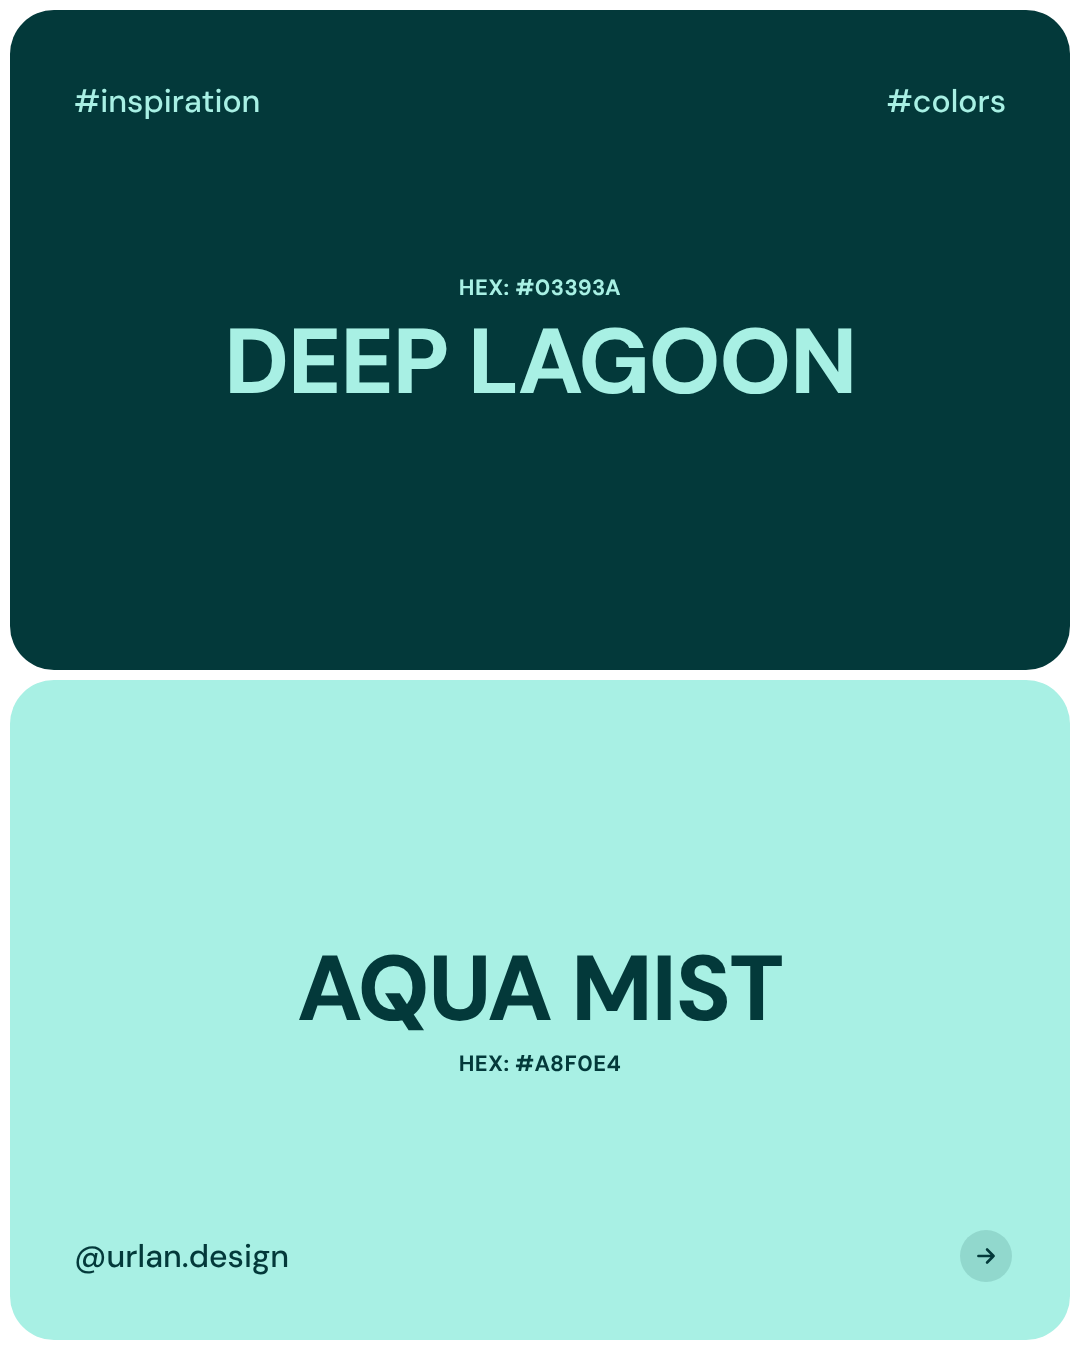 #inspiration
#colors
HEX: #03393A
DEEP LAGOON
AQUA MIST
HEX: #A8F0E4
@urlan.design